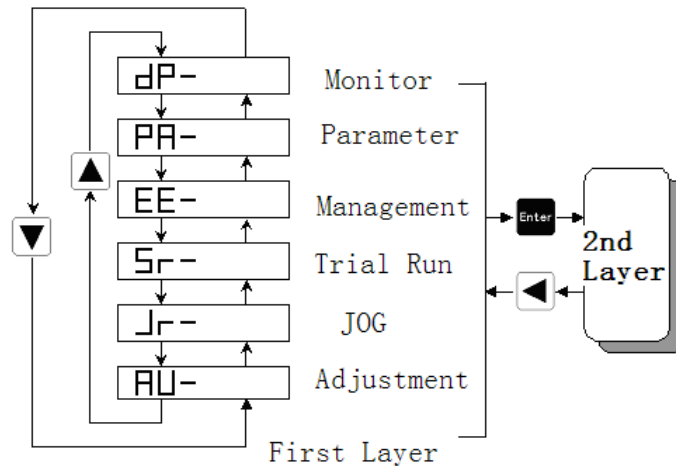 dP- Monitor
PA- Parameter
EE- Management
Enter
Sr- Trial Run
2nd
Layer
Jr- JOG
AU- Adjustment
First Layer